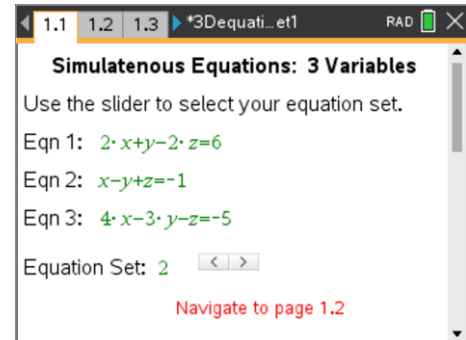 1.1 1.2 1.3 *3Dequati…et1 RAD
Simulatenous Equations: 3 Variables
Use the slider to select your equation set.
Eqn 1: 2·x+y−2·z=6
Eqn 2: x−y+z=−1
Eqn 3: 4·x−3·y−z=−5
Equation Set: 2 < >
Navigate to page 1.2